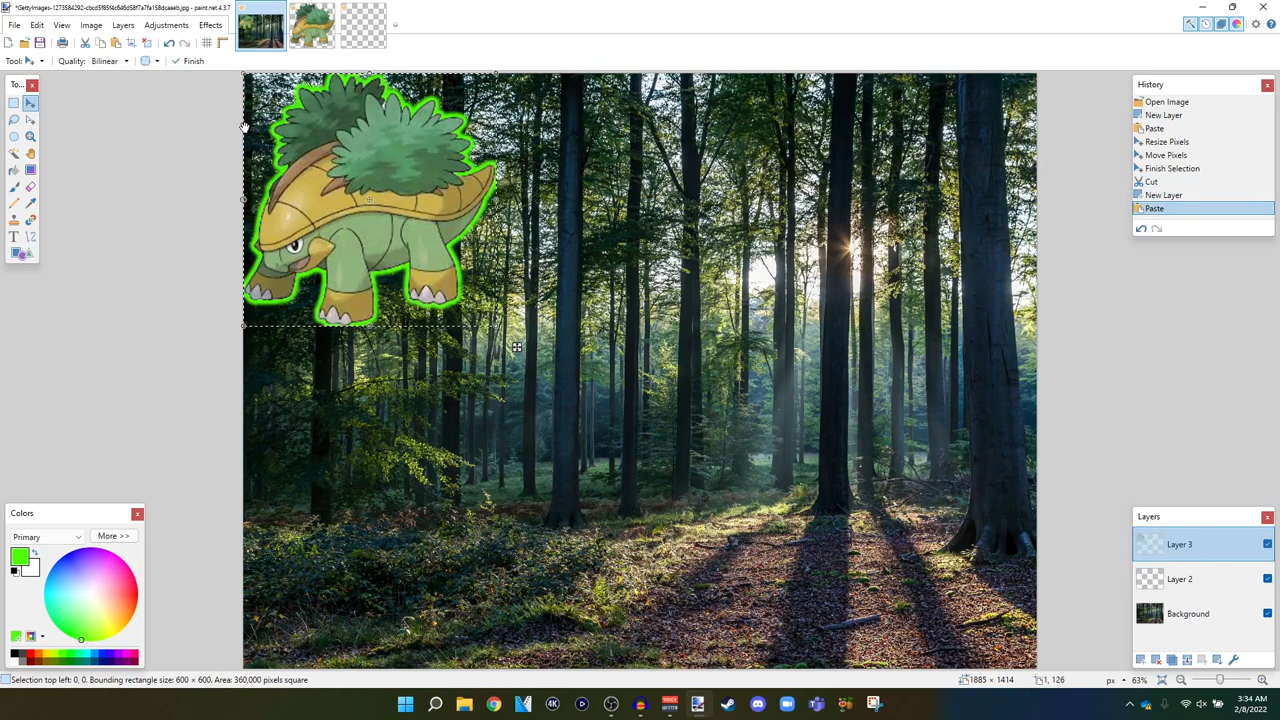 *GettyImages-1273584292-cbcd5f85f4c646d58f7a7fa158dcaaeb.jpg - paint.net 4.3.7
File Edit View Image Layers Adjustments Effects
Tool: Quality: Bilinear Finish
To...
History
Open Image
New Layer
Paste
Resize Pixels
Move Pixels
Finish Selection
Cut
New Layer
Paste
Colors
Primary More >>
Layers
Layer 3
Layer 2
Background
Selection top left: 0, 0. Bounding rectangle size: 600 × 600. Area: 360,000 pixels square
1885 × 1414 1, 126 px 63%
4K
3:34 AM
2/8/2022